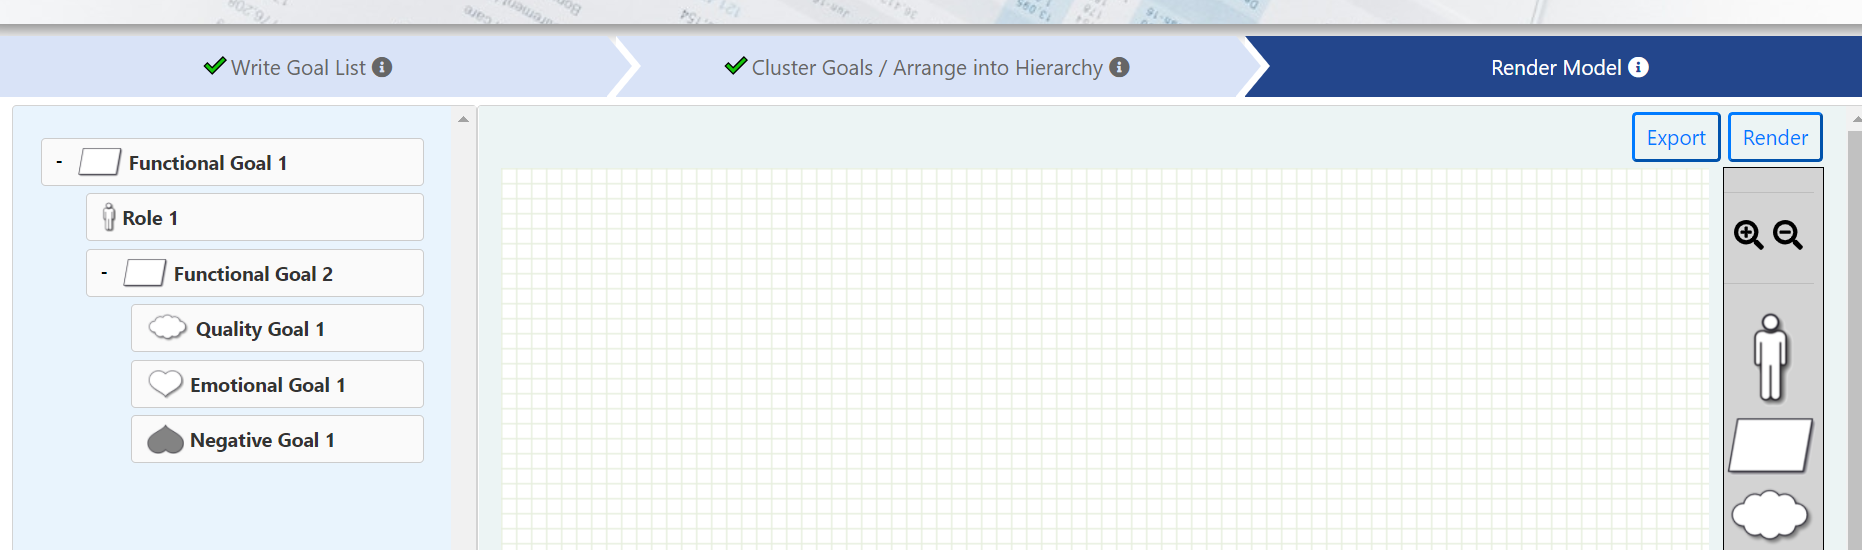 Write Goal List
Cluster Goals / Arrange into Hierarchy
Render Model
Export
Render
- Functional Goal 1
Role 1
- Functional Goal 2
Quality Goal 1
Emotional Goal 1
Negative Goal 1